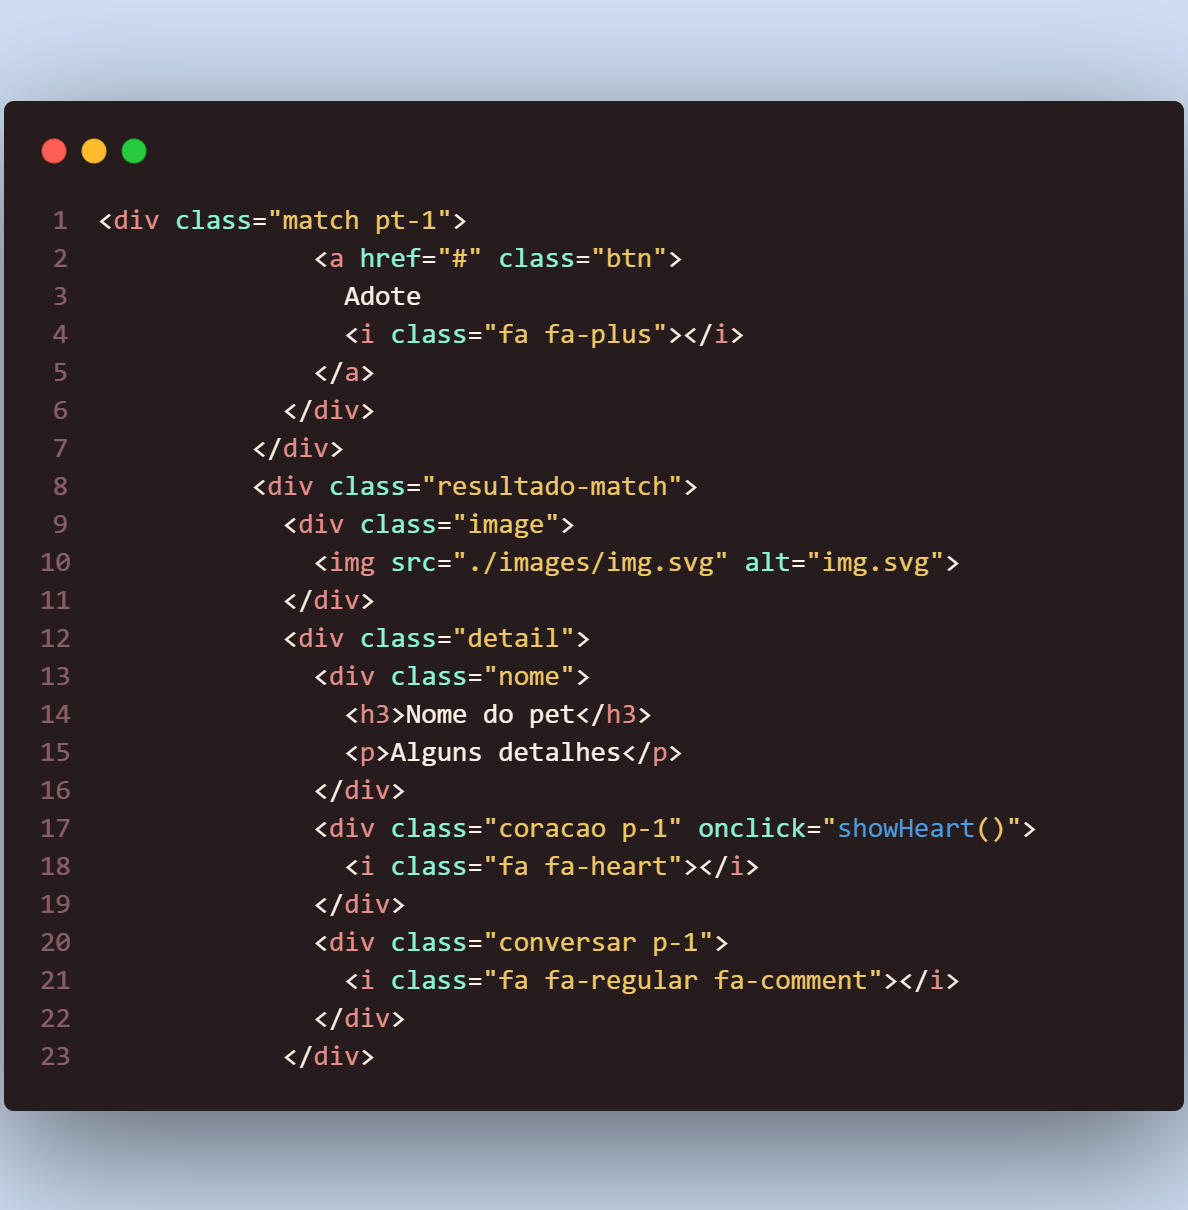 1 <div class="match pt-1">
2 <a href="#" class="btn">
3 Adote
4 <i class="fa fa-plus"></i>
5 </a>
6 </div>
7 </div>
8 <div class="resultado-match">
9 <div class="image">
10 <img src="./images/img.svg" alt="img.svg">
11 </div>
12 <div class="detail">
13 <div class="nome">
14 <h3>Nome do pet</h3>
15 <p>Alguns detalhes</p>
16 </div>
17 <div class="coracao p-1" onclick="showHeart()">
18 <i class="fa fa-heart"></i>
19 </div>
20 <div class="conversar p-1">
21 <i class="fa fa-regular fa-comment"></i>
22 </div>
23 </div>